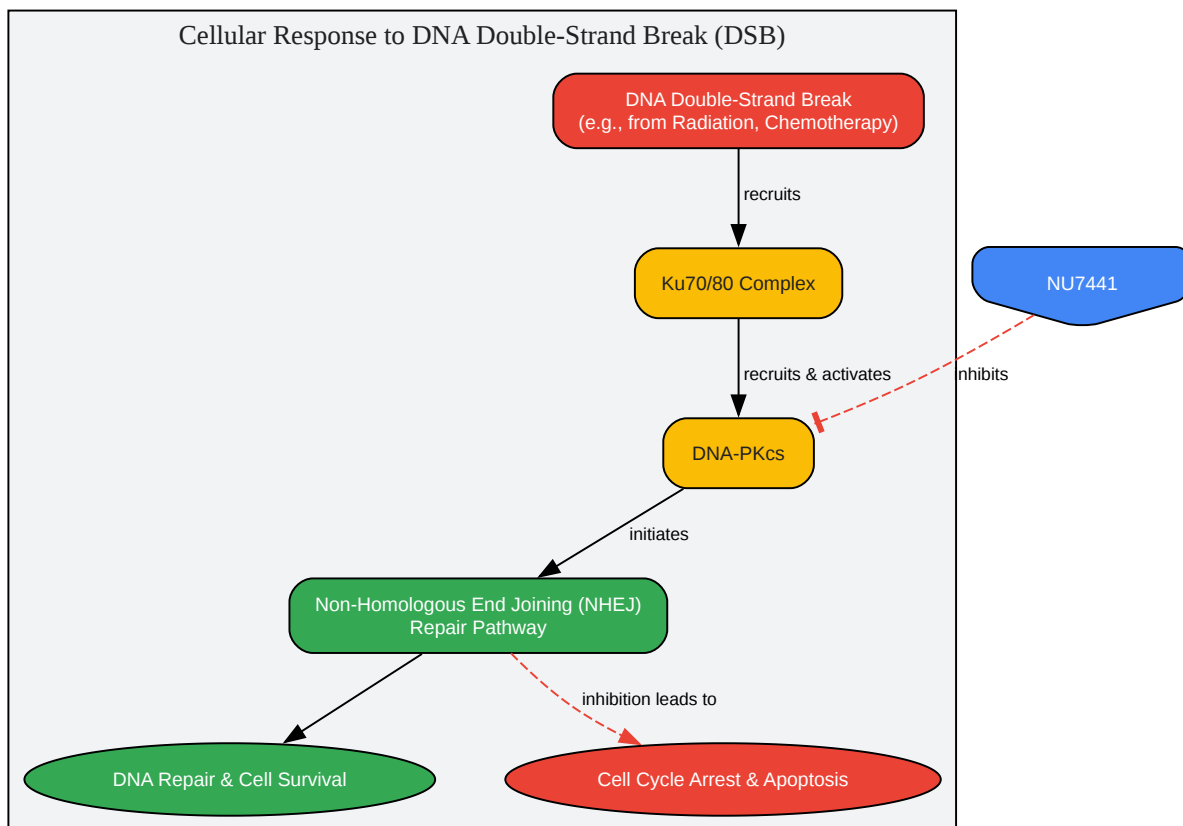 Cellular Response to DNA Double-Strand Break (DSB)
DNA Double-Strand Break
(e.g., from Radiation, Chemotherapy)
recruits
Ku70/80 Complex
NU7441
recruits & activates
inhibits
DNA-PKcs
initiates
Non-Homologous End Joining (NHEJ)
Repair Pathway
inhibition leads to
DNA Repair & Cell Survival
Cell Cycle Arrest & Apoptosis